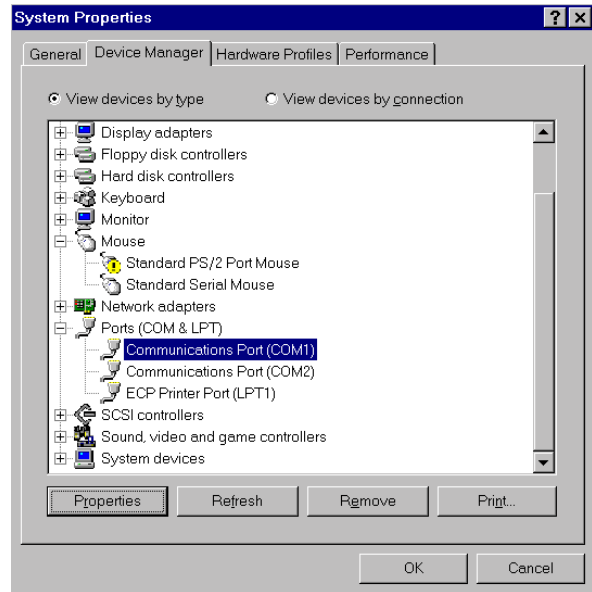 System Properties
General Device Manager Hardware Profiles Performance
View devices by type View devices by connection
Display adapters
Floppy disk controllers
Hard disk controllers
Keyboard
Monitor
Mouse
Standard PS/2 Port Mouse
Standard Serial Mouse
Network adapters
Ports (COM & LPT)
Communications Port (COM1)
Communications Port (COM2)
ECP Printer Port (LPT1)
SCSI controllers
Sound, video and game controllers
System devices
Properties Refresh Remove Print...
OK Cancel